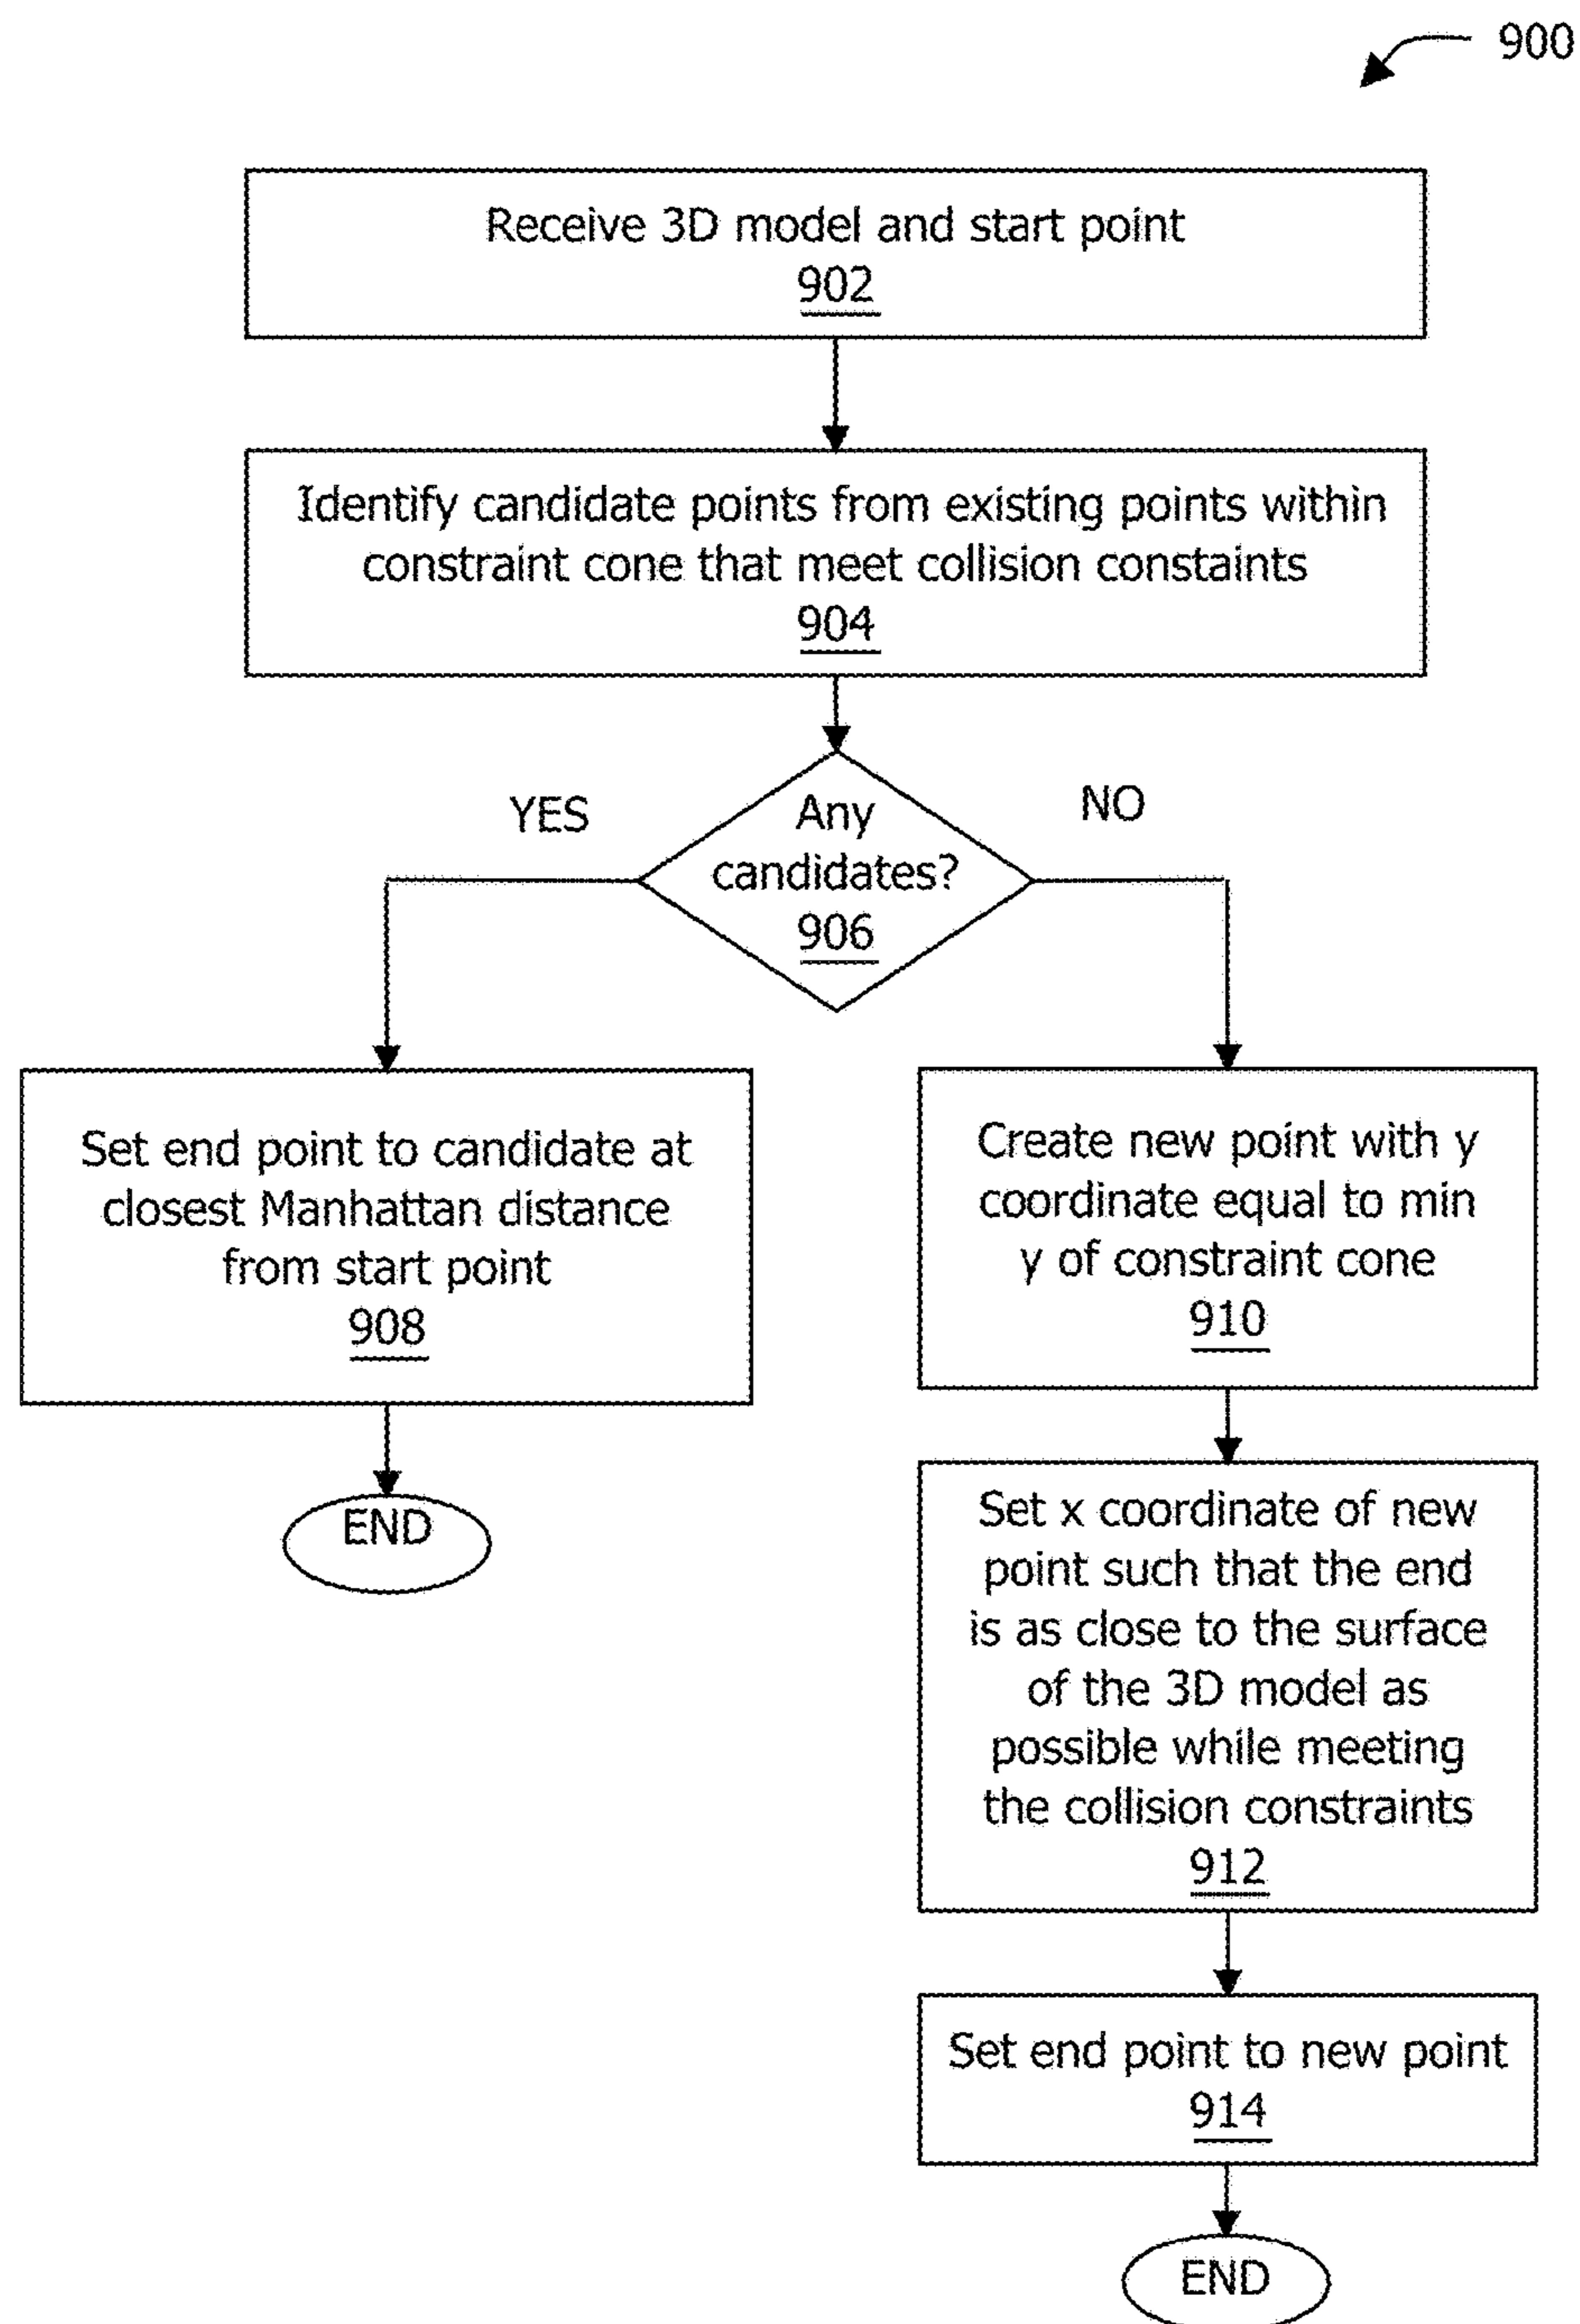 900
Receive 3D model and start point
902
Identify candidate points from existing points within
constraint cone that meet collision constaints
904
YES
NO
Any
candidates?
906
Set end point to candidate at
closest Manhattan distance
from start point
908
END
Create new point with y
coordinate equal to min
y of constraint cone
910
Set x coordinate of new
point such that the end
is as close to the surface
of the 3D model as
possible while meeting
the collision constraints
912
Set end point to new point
914
END